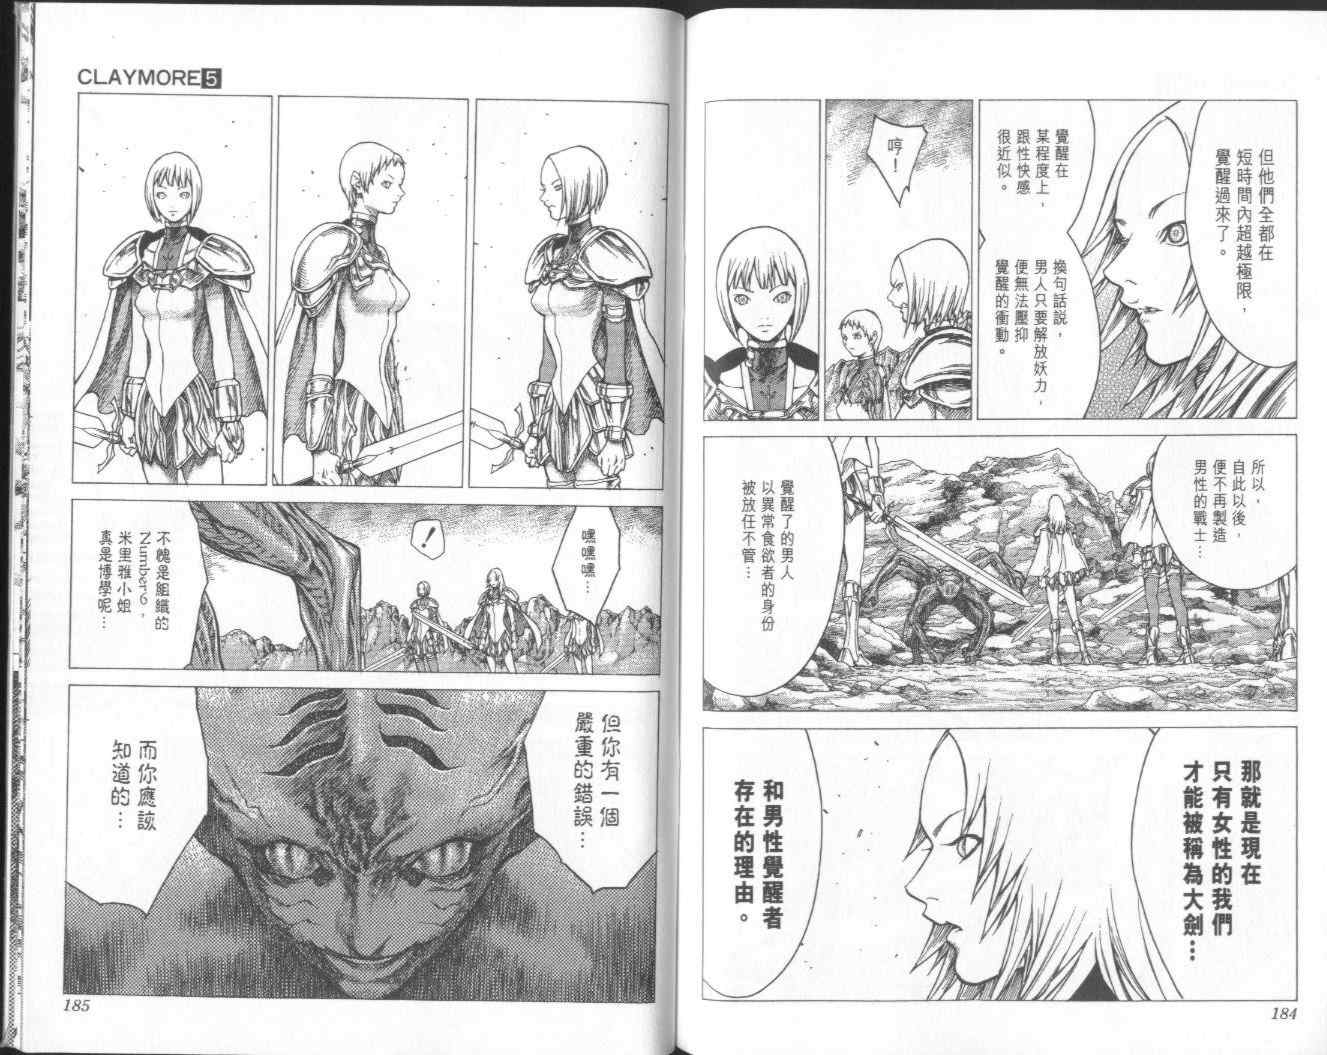 但他們全都在
短時間內超越極限，
覺醒過來了。
覺醒在
某程度上，
跟性快感
很近似。
換句話說，
男人只要解放妖力，
便無法壓抑
覺醒的衝動。
哼！
所以，
自此以後，
便不再製造
男性的戰士…
覺醒了的男人
以異常食欲者的身份
被放任不管…
那就是現在
只有女性的我們
才能被稱為大劍…
和男性覺醒者
存在的理由。
184
CLAYMORE 5
嘿嘿嘿…
！
不愧是組織的
Number.6，
米里雅小姐
真是博學呢…
但你有一個
嚴重的錯誤…
而你應該
知道的…
185